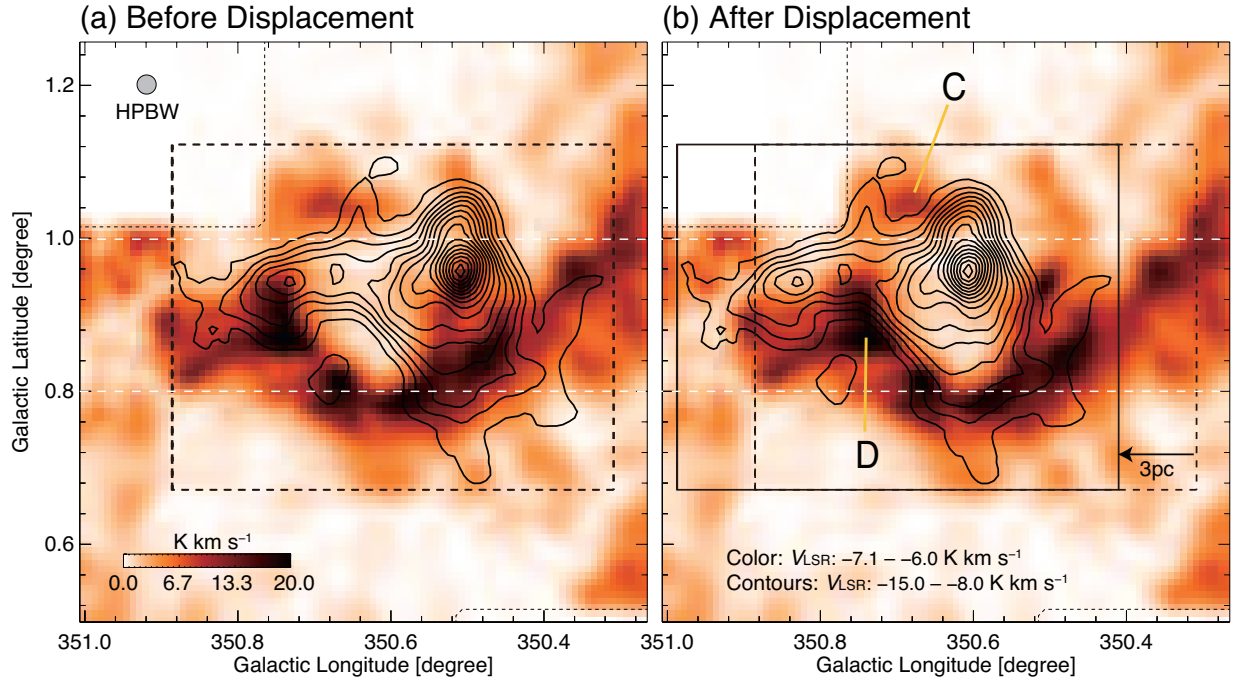 (a) Before Displacement
(b) After Displacement
HPBW
C
D
3pc
1.2
1.0
0.8
0.6
Galactic Latitude [degree]
K km s⁻¹
0.0 6.7 13.3 20.0
Color: VLSR: −7.1 – −6.0 K km s⁻¹
Contours: VLSR: −15.0 – −8.0 K km s⁻¹
351.0 350.8 350.6 350.4
351.0 350.8 350.6 350.4
Galactic Longitude [degree]
Galactic Longitude [degree]